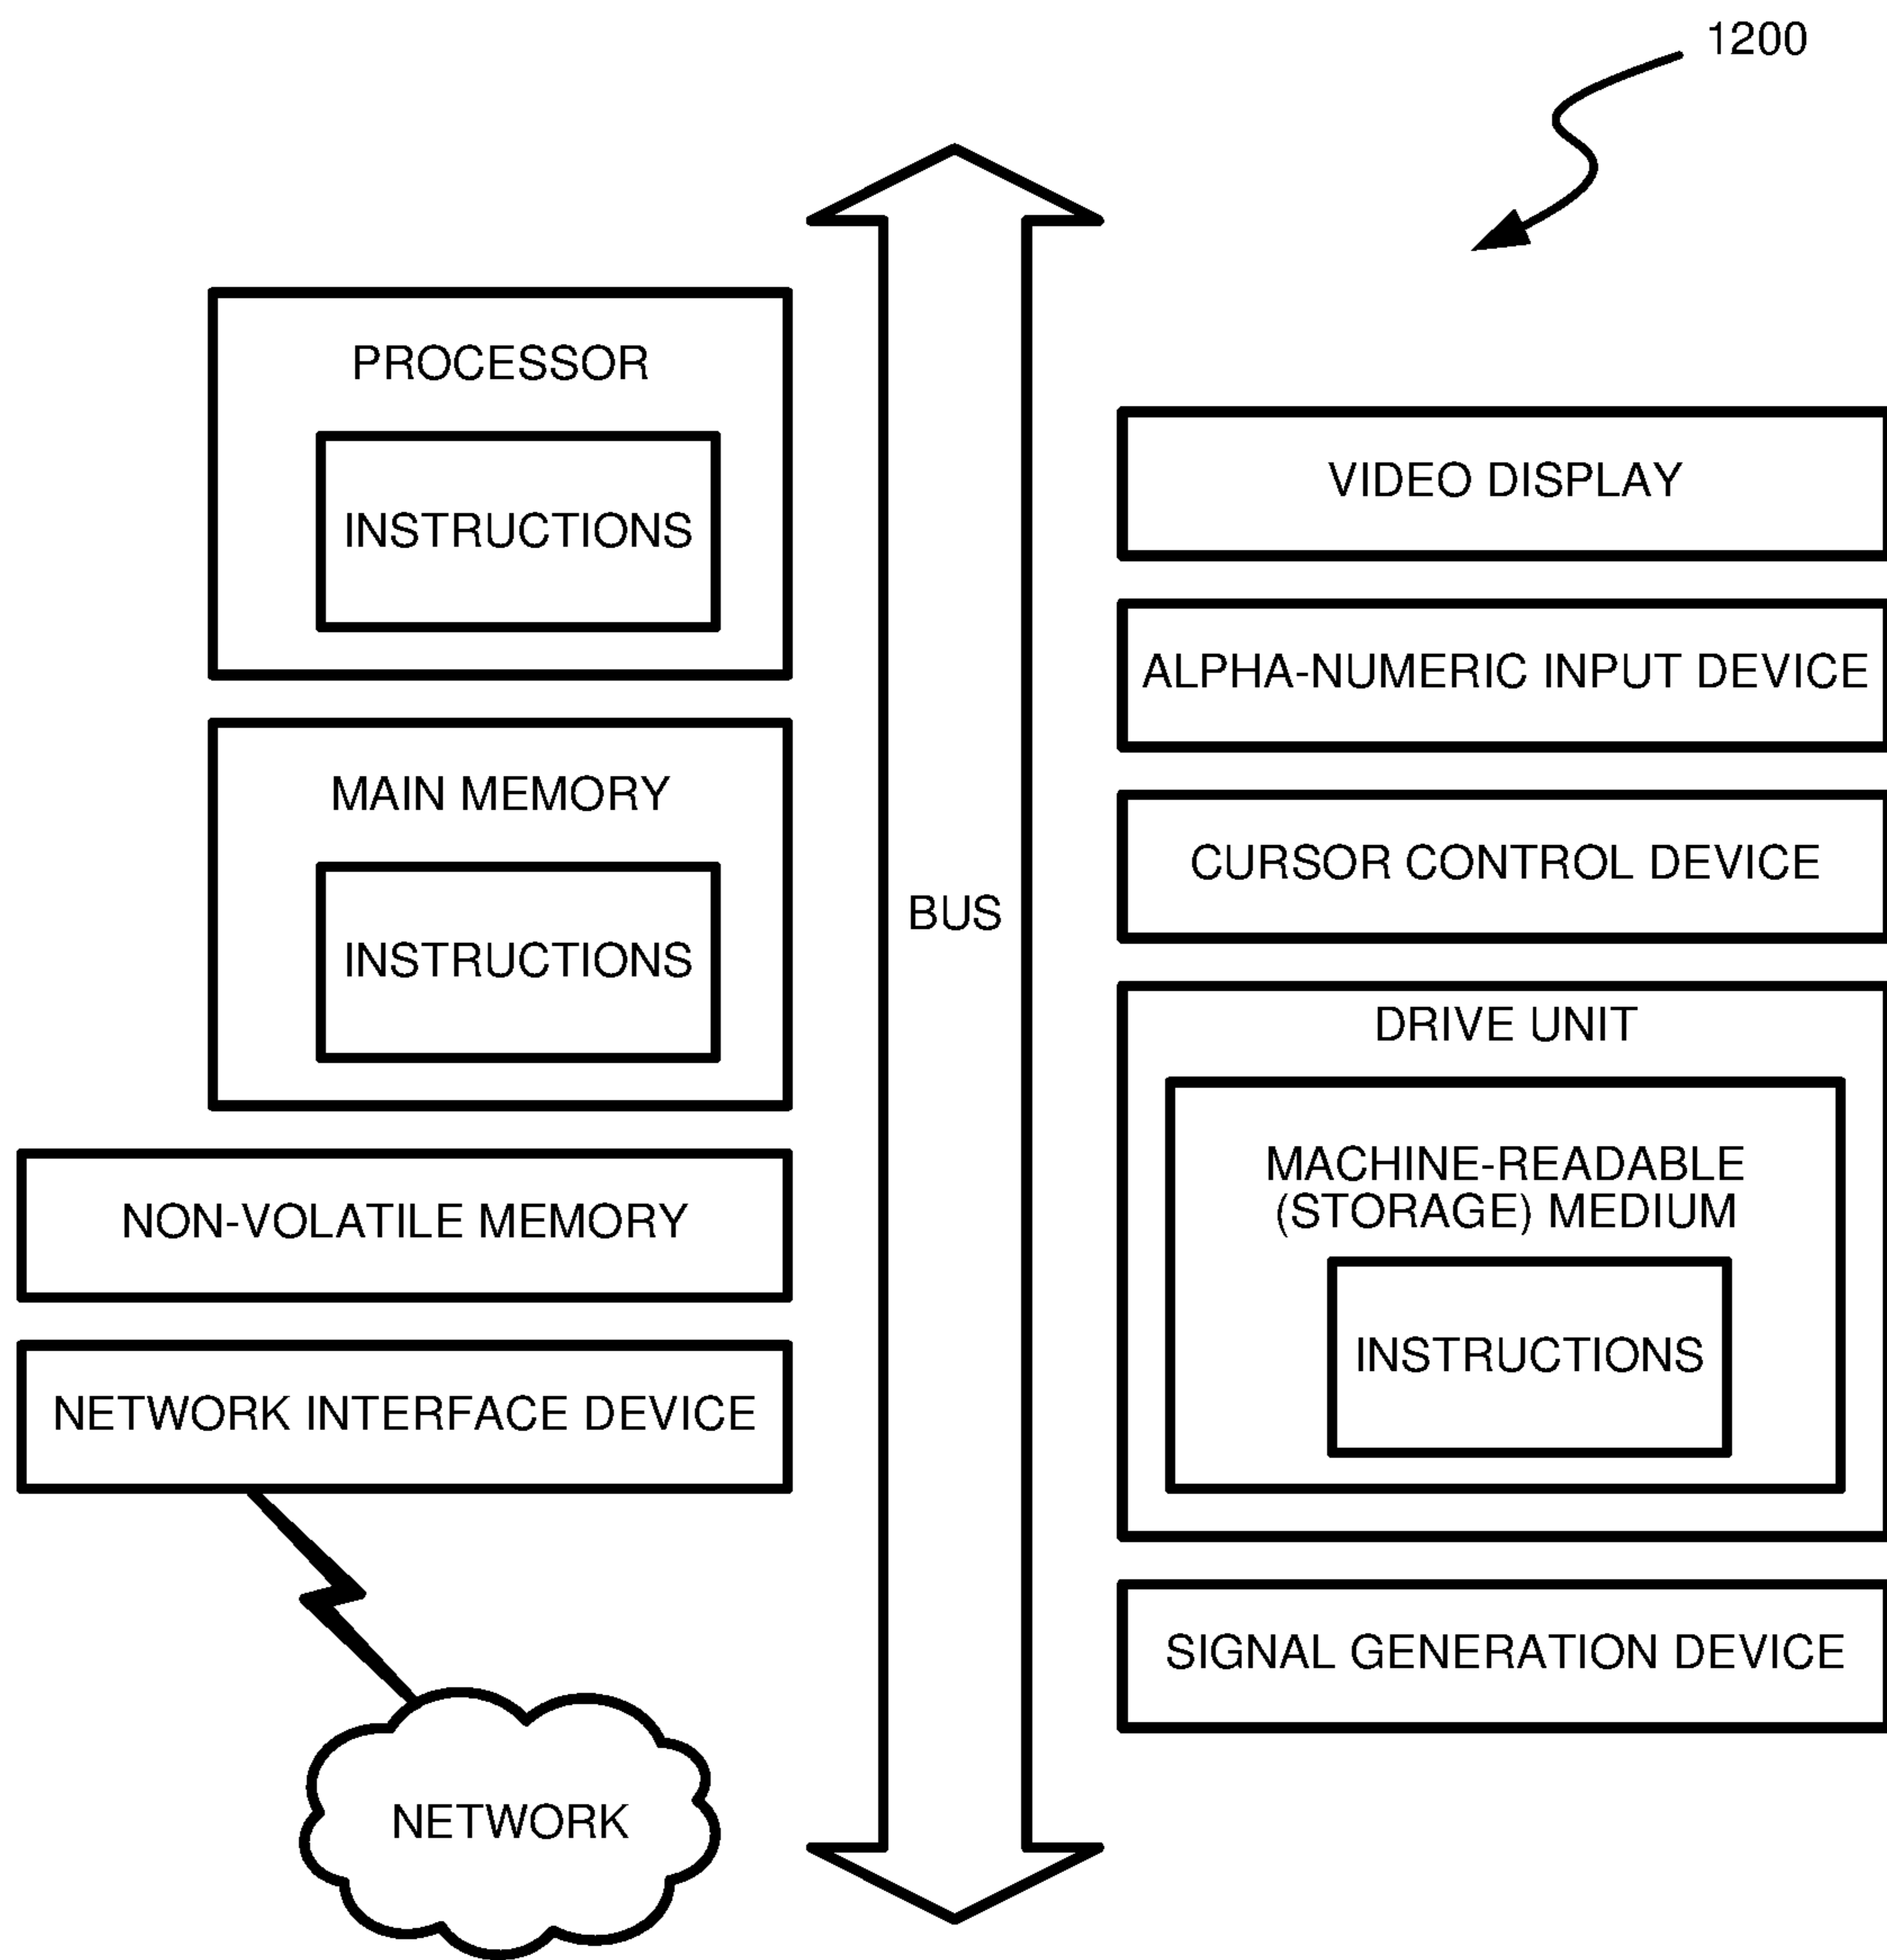 1200
PROCESSOR
INSTRUCTIONS
MAIN MEMORY
INSTRUCTIONS
NON-VOLATILE MEMORY
NETWORK INTERFACE DEVICE
NETWORK
BUS
VIDEO DISPLAY
ALPHA-NUMERIC INPUT DEVICE
CURSOR CONTROL DEVICE
DRIVE UNIT
MACHINE-READABLE
(STORAGE) MEDIUM
INSTRUCTIONS
SIGNAL GENERATION DEVICE